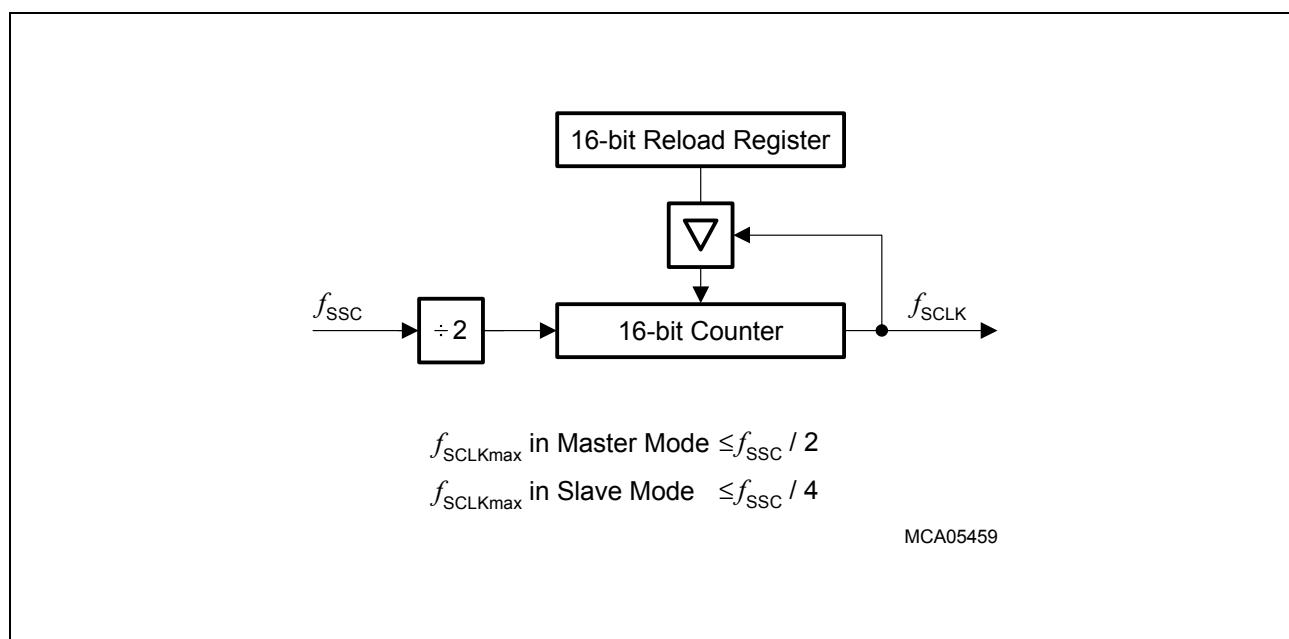 16-bit Reload Register
fSSC
÷2
16-bit Counter
fSCLK
fSCLKmax in Master Mode ≤fSSC / 2
fSCLKmax in Slave Mode ≤fSSC / 4
MCA05459